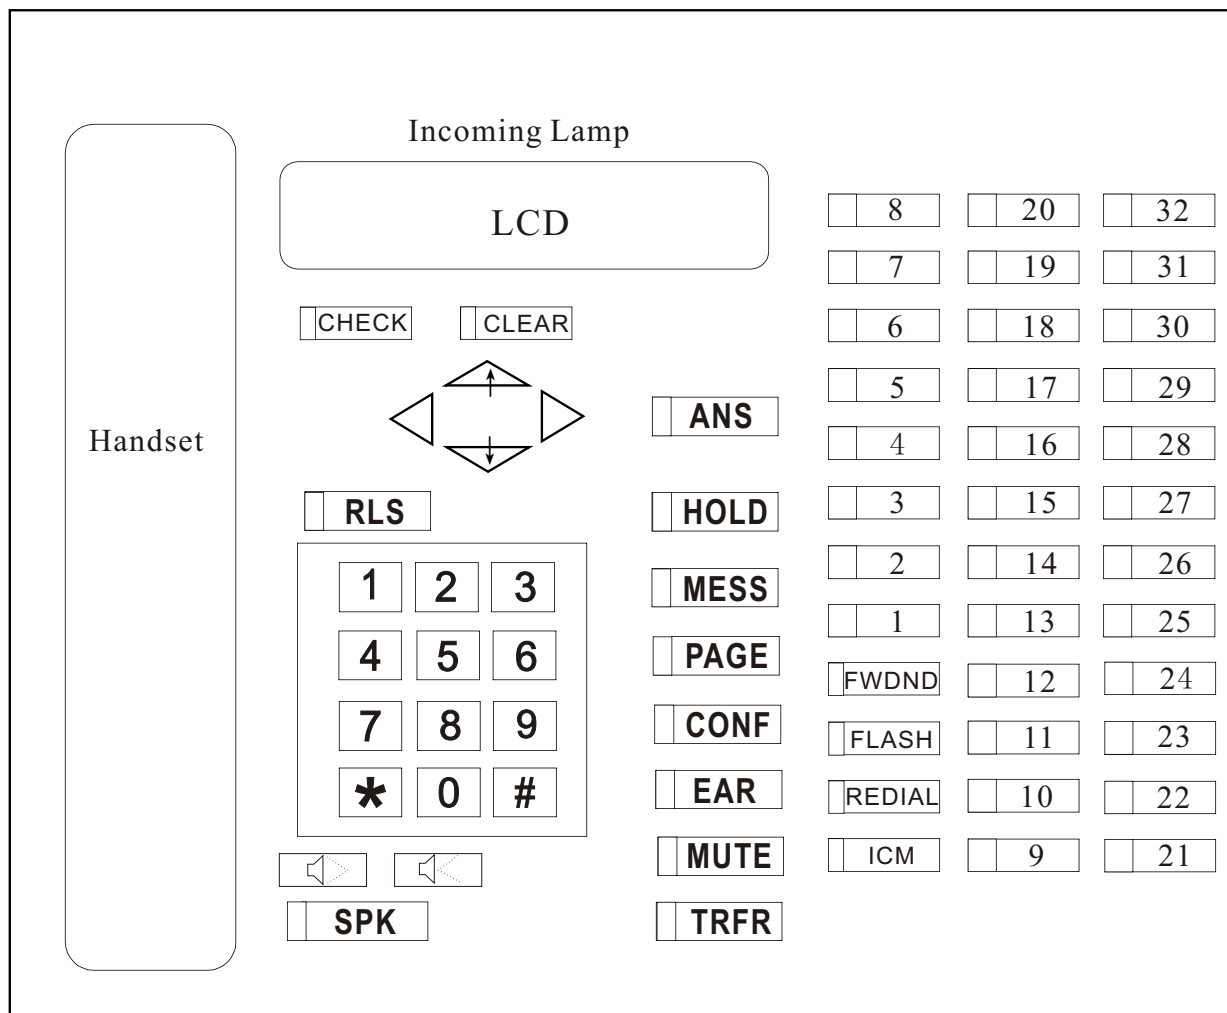 Incoming Lamp
LCD
Handset
CHECK CLEAR
RLS
1 2 3
4 5 6
7 8 9
* 0 #
SPK
ANS
HOLD
MESS
PAGE
CONF
EAR
MUTE
TRFR
8 20 32
7 19 31
6 18 30
5 17 29
4 16 28
3 15 27
2 14 26
1 13 25
FWDND 12 24
FLASH 11 23
REDIAL 10 22
ICM 9 21